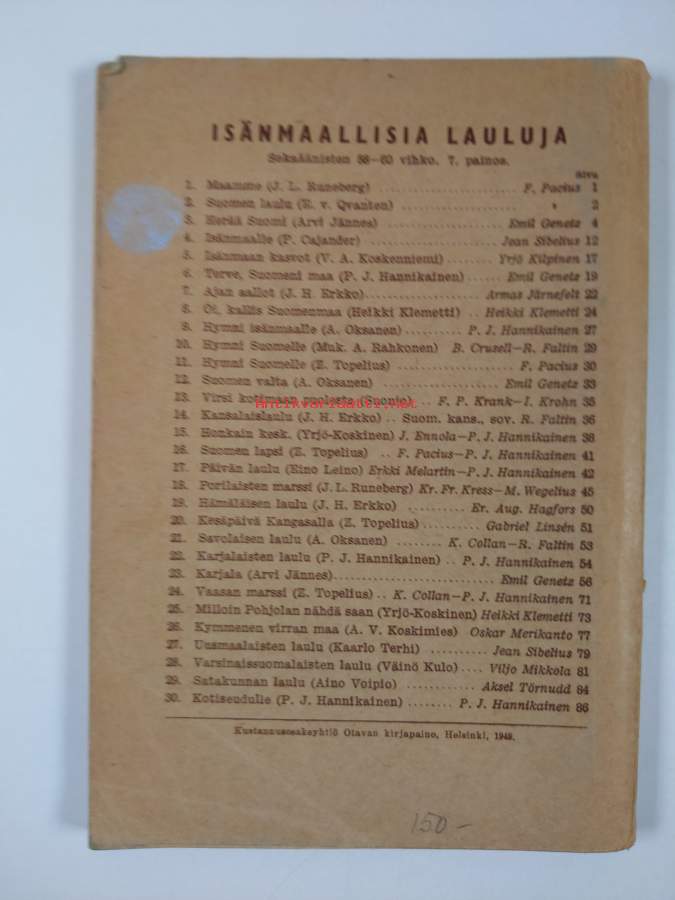 ISÄNMAALLISIA LAULUJA
Sekaäänisten 58—60 vihko. 7. painos.
Sivu
1. Maamme (J. L. Runeberg) .................. F. Pacius 1
2. Suomen laulu (E. v. Qvanten) .................. " 2
3. Herää Suomi (Arvi Jännes) .................. Emil Genetz 4
4. Isänmaalle (P. Cajander) .................. Jean Sibelius 12
5. Isänmaan kasvot (V. A. Koskenniemi) ........ Yrjö Kilpinen 17
6. Terve, Suomeni maa (P. J. Hannikainen) ...... Emil Genetz 19
7. Ajan aallot (J. H. Erkko).................. Armas Järnefelt 22
8. Oi, kallis Suomenmaa (Heikki Klemetti) .. Heikki Klemetti 24
9. Hymni isänmaalle (A. Oksanen) .......... P. J. Hannikainen 27
10. Hymni Suomelle (Muk. A. Rahkonen) B. Crusell—R. Faltin 29
11. Hymni Suomelle (Z. Topelius) .................. F. Pacius 30
12. Suomen valta (A. Oksanen) .................. Emil Genetz 33
13. Virsi kotimaan puolesta (Suonio) .. F. P. Krank—I. Krohn 35
Antikvariaatti.net
14. Kansalaislaulu (J. H. Erkko) .. Suom. kans., sov. R. Faltin 36
15. Honkain kesk. (Yrjö-Koskinen) J. Ennola—P. J. Hannikainen 38
16. Suomen lapsi (Z. Topelius) .. F. Pacius—P. J. Hannikainen 41
17. Päivän laulu (Eino Leino) Erkki Melartin—P. J. Hannikainen 42
18. Porilaisten marssi (J. L. Runeberg) Kr. Fr. Kress—M. Wegelius 45
19. Hämäläisen laulu (J. H. Erkko) .......... Er. Aug. Hagfors 50
20. Kesäpäivä Kangasalla (Z. Topelius).......... Gabriel Linsén 51
21. Savolaisen laulu (A. Oksanen) ........ K. Collan—R. Faltin 53
22. Karjalaisten laulu (P. J. Hannikainen) .. P. J. Hannikainen 54
23. Karjala (Arvi Jännes)...................... Emil Genetz 56
24. Vaasan marssi (Z. Topelius) .. K. Collan—P. J. Hannikainen 71
25. Milloin Pohjolan nähdä saan (Yrjö-Koskinen) Heikki Klemetti 73
26. Kymmenen virran maa (A. V. Koskimies) Oskar Merikanto 77
27. Uusmaalaisten laulu (Kaarlo Terhi) .......... Jean Sibelius 79
28. Varsinaissuomalaisten laulu (Väinö Kulo).... Viljo Mikkola 81
29. Satakunnan laulu (Aino Voipio) ............ Aksel Törnudd 84
30. Kotiseudulle (P. J. Hannikainen) ........ P. J. Hannikainen 86
Kustannusosakeyhtiö Otavan kirjapaino, Helsinki, 1949.
150-